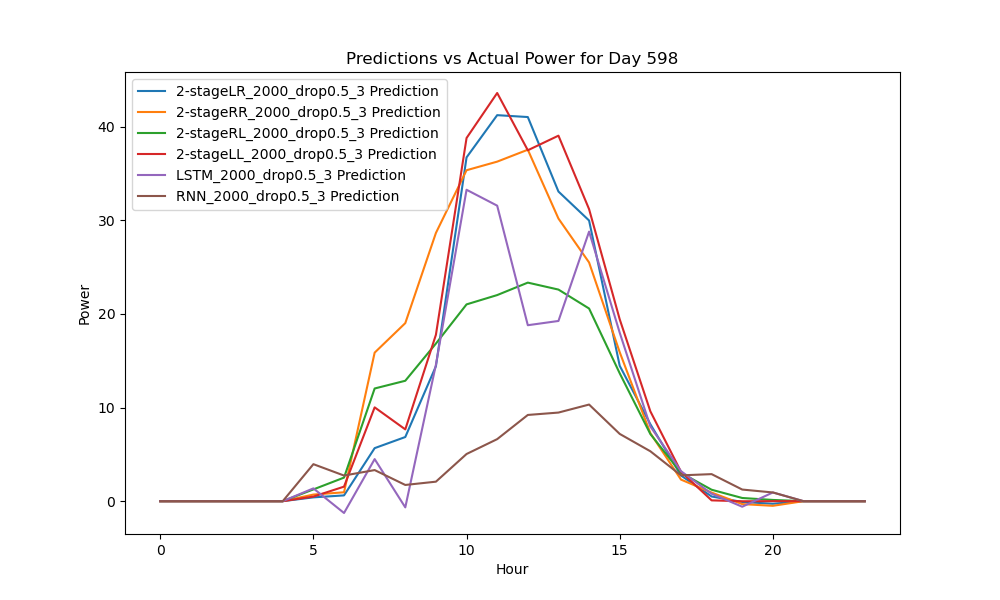 Predictions vs Actual Power for Day 598
2-stageLR_2000_drop0.5_3 Prediction
2-stageRR_2000_drop0.5_3 Prediction
2-stageRL_2000_drop0.5_3 Prediction
2-stageLL_2000_drop0.5_3 Prediction
LSTM_2000_drop0.5_3 Prediction
RNN_2000_drop0.5_3 Prediction
Power
40
30
20
10
0
0 5 10 15 20
Hour